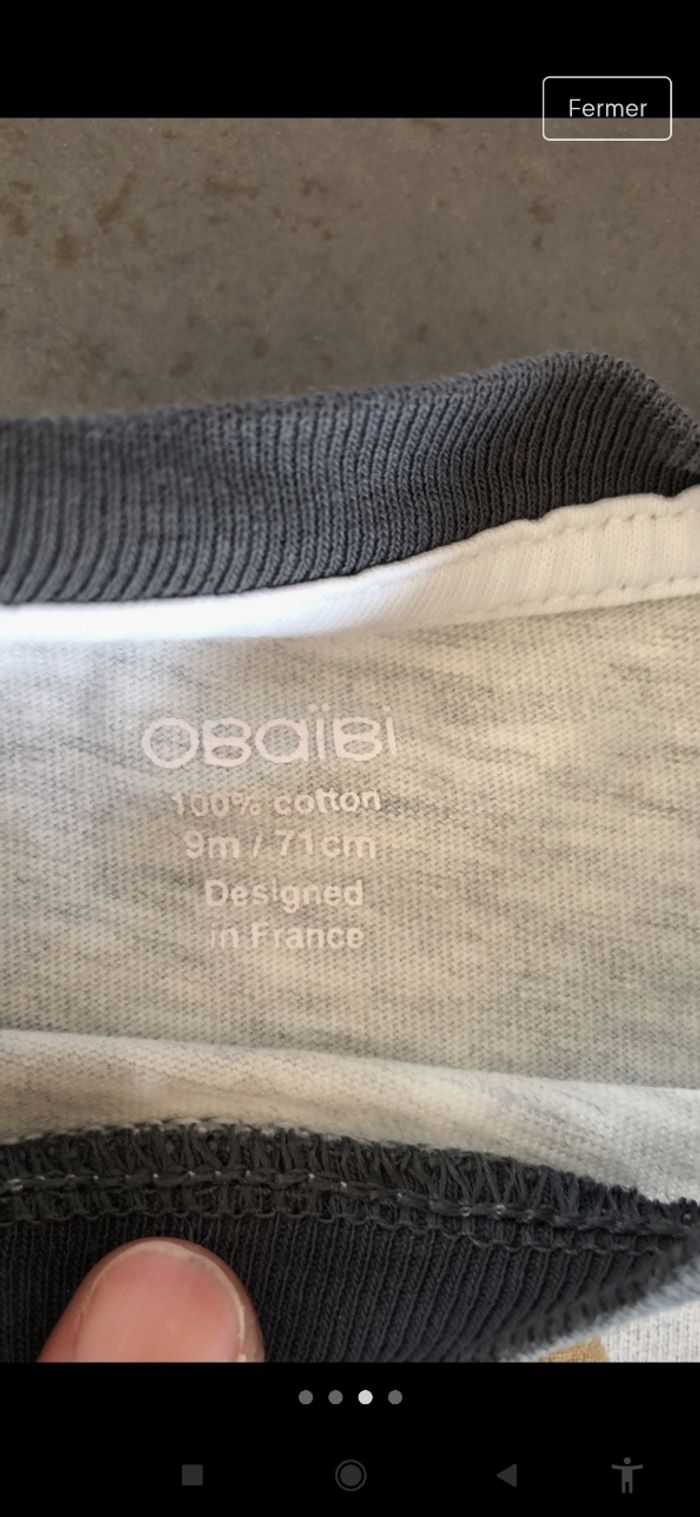 Fermer
OBaïBi
100% cotton
9m / 71cm
Designed
in France